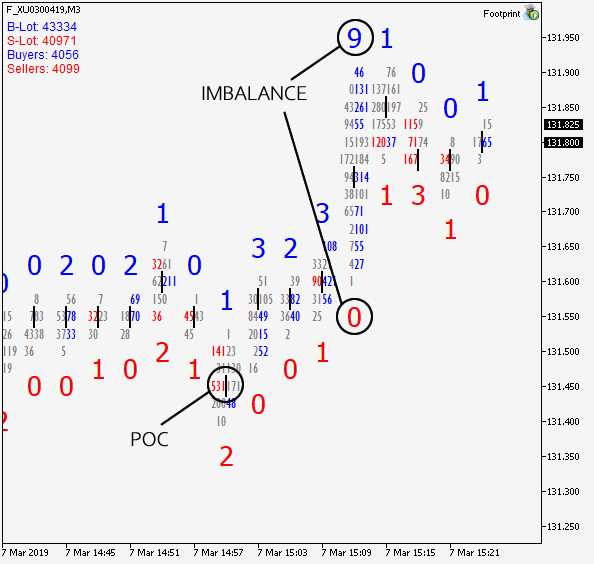 F_XU0300419,M3
Footprint
B-Lot: 43334
S-Lot: 40971
Buyers: 4056
Sellers: 4099
9 1
131.950
46 76
0
131.900
IMBALANCE
0131 137161
1
43261 280197 25
0
131.850
9455 17553 1159 15
131.825
15193 12037 7174 8 1765
131.800
172184 5 167 3490 3
94314 8215
131.750
38101 1 3 10 0
1
3
6571
131.700
2101
1
3 2
108 755
7
131.650
0 2 0 2 3261 0
332 427
62211 51 39 90421 1
131.600
1
8 56 7 69 150 1 30105 3382 3156
15 783 5378 3223 1870 36 4543 8449 3640 25 0
131.550
26 4338 3733 30 28 45 1 2015 2
119 36 5 2 14123 252 1
131.500
19 1 0 1 31130 16 0
0 0
531171
131.450
20048 0
10
131.400
POC
2
131.350
131.300
131.250
7 Mar 2019 7 Mar 14:45 7 Mar 14:51 7 Mar 14:57 7 Mar 15:03 7 Mar 15:09 7 Mar 15:15 7 Mar 15:21